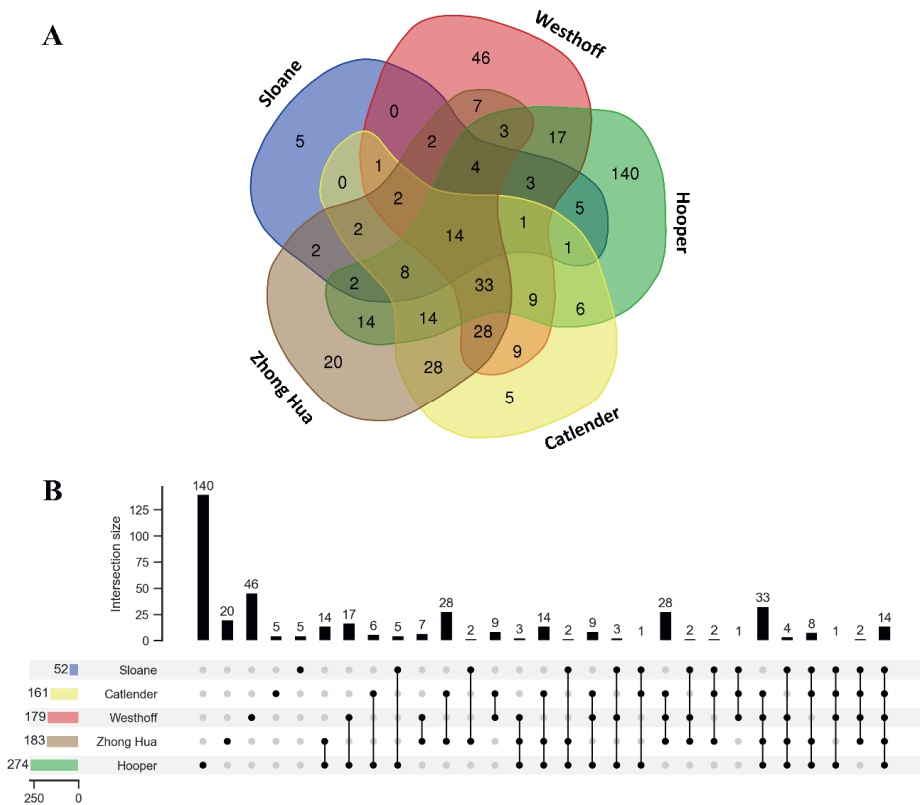 A
Westhoff
Sloane
46
0
7
5
2
3
17
4
140
1
3
0
2
5
Hooper
2
14
1
1
2
8
2
33
9
6
14
14
28
20
28
9
5
Zhong Hua
Catlender
B
140
125
100
75
50
25
0
Intersection size
20 46 5 5 14 17 6 5 7 28 2 9 3 14 2 9 3 1 28 2 2 1 33 4 8 1 2 14
52 Sloane
161 Catlender
179 Westhoff
183 Zhong Hua
274 Hooper
250 0